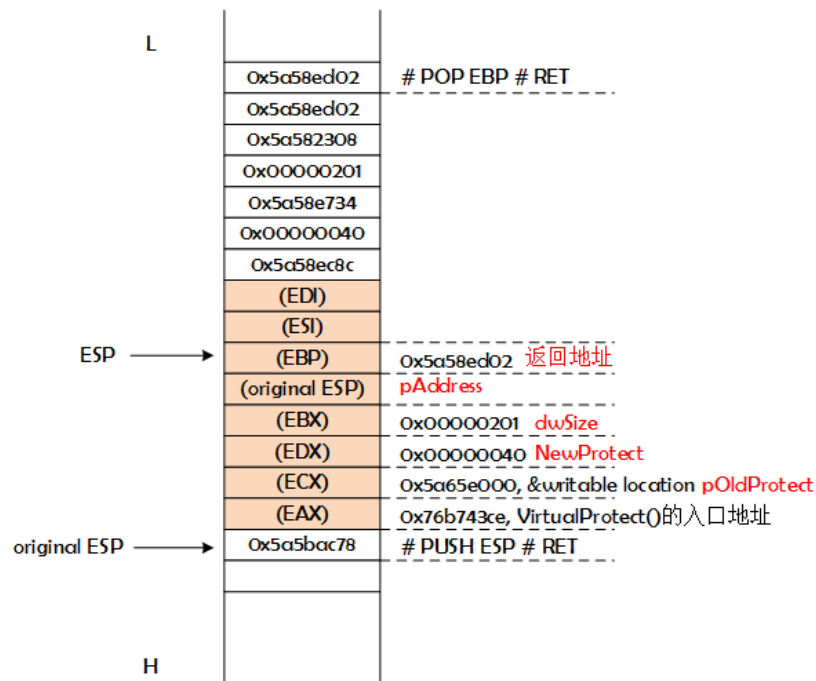 L
0x5a58ed02 # POP EBP # RET
0x5a58ed02
0x5a582308
0x00000201
0x5a58e734
0x00000040
0x5a58ec8c
(EDI)
(ESI)
ESP (EBP) 0x5a58ed02 返回地址
(original ESP) pAddress
(EBX) 0x00000201 dwSize
(EDX) 0x00000040 NewProtect
(ECX) 0x5a65e000, &writable location pOldProtect
(EAX) 0x76b743ce, VirtualProtect()的入口地址
original ESP 0x5a5bac78 # PUSH ESP # RET
H